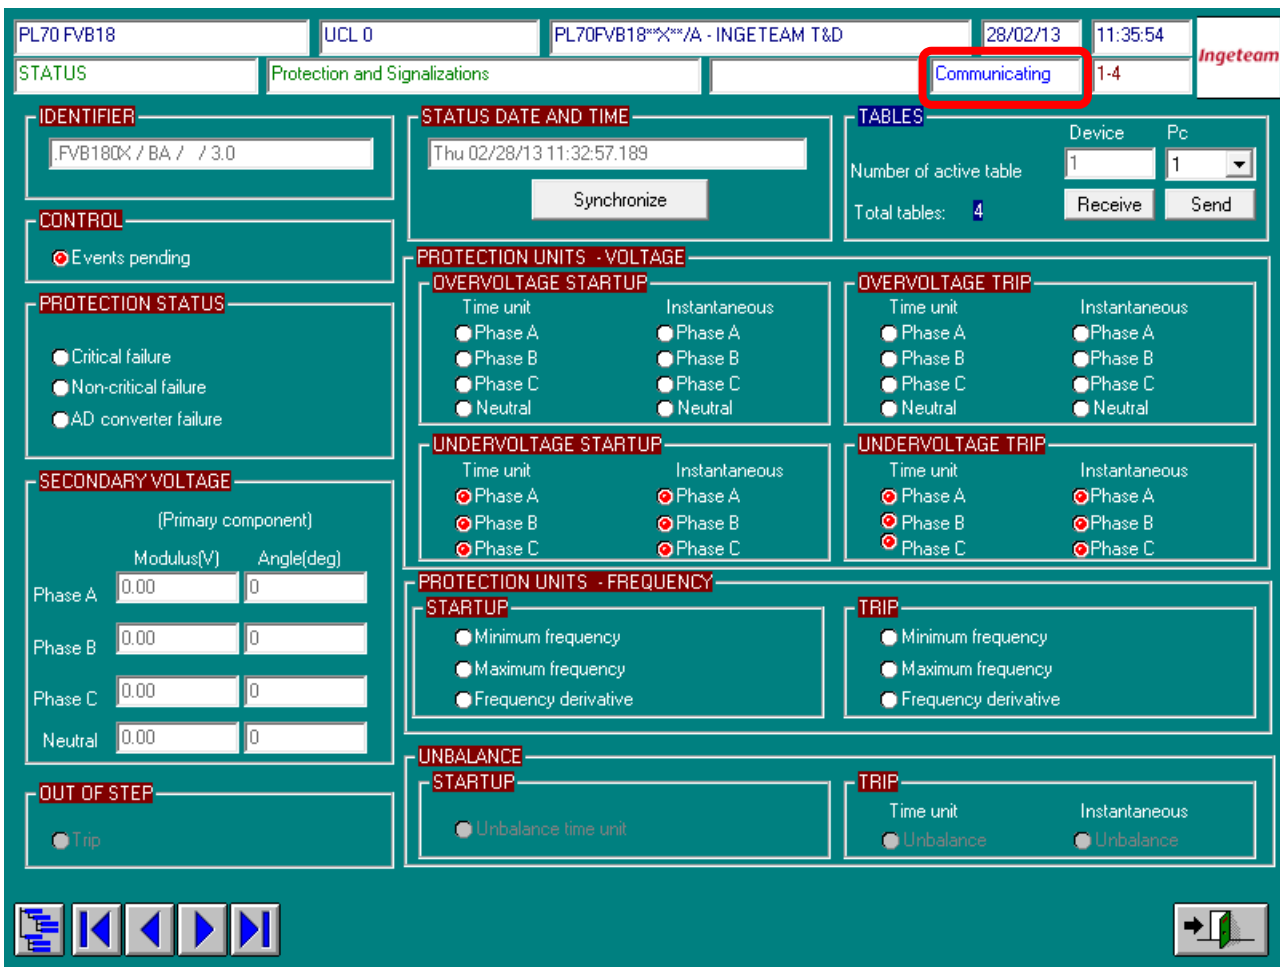 PL70 FVB18 UCL 0 PL70FVB18**X**/A - INGETEAM T&D 28/02/13 11:35:54
Ingeteam
STATUS Protection and Signalizations Communicating 1-4
IDENTIFIER
.FVB180X / BA / / 3.0
STATUS DATE AND TIME
Thu 02/28/13 11:32:57.189
Synchronize
TABLES
Device Pc
Number of active table 1 1
Total tables: 4 Receive Send
CONTROL
Events pending
PROTECTION STATUS
Critical failure
Non-critical failure
AD converter failure
SECONDARY VOLTAGE
(Primary component)
Modulus(V) Angle(deg)
Phase A 0.00 0
Phase B 0.00 0
Phase C 0.00 0
Neutral 0.00 0
OUT OF STEP
Trip
PROTECTION UNITS - VOLTAGE
OVERVOLTAGE STARTUP
Time unit Instantaneous
Phase A Phase A
Phase B Phase B
Phase C Phase C
Neutral Neutral
OVERVOLTAGE TRIP
Time unit Instantaneous
Phase A Phase A
Phase B Phase B
Phase C Phase C
Neutral Neutral
UNDERVOLTAGE STARTUP
Time unit Instantaneous
Phase A Phase A
Phase B Phase B
Phase C Phase C
UNDERVOLTAGE TRIP
Time unit Instantaneous
Phase A Phase A
Phase B Phase B
Phase C Phase C
PROTECTION UNITS - FREQUENCY
STARTUP
Minimum frequency
Maximum frequency
Frequency derivative
TRIP
Minimum frequency
Maximum frequency
Frequency derivative
UNBALANCE
STARTUP
Unbalance time unit
TRIP
Time unit Instantaneous
Unbalance Unbalance